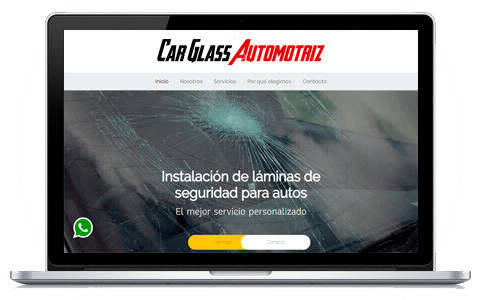 CAR GLASS AUTOMOTRIZ
Inicio Nosotros Servicios Por qué elegirnos Contacto
Instalación de láminas de
seguridad para autos
El mejor servicio personalizado
Contacto